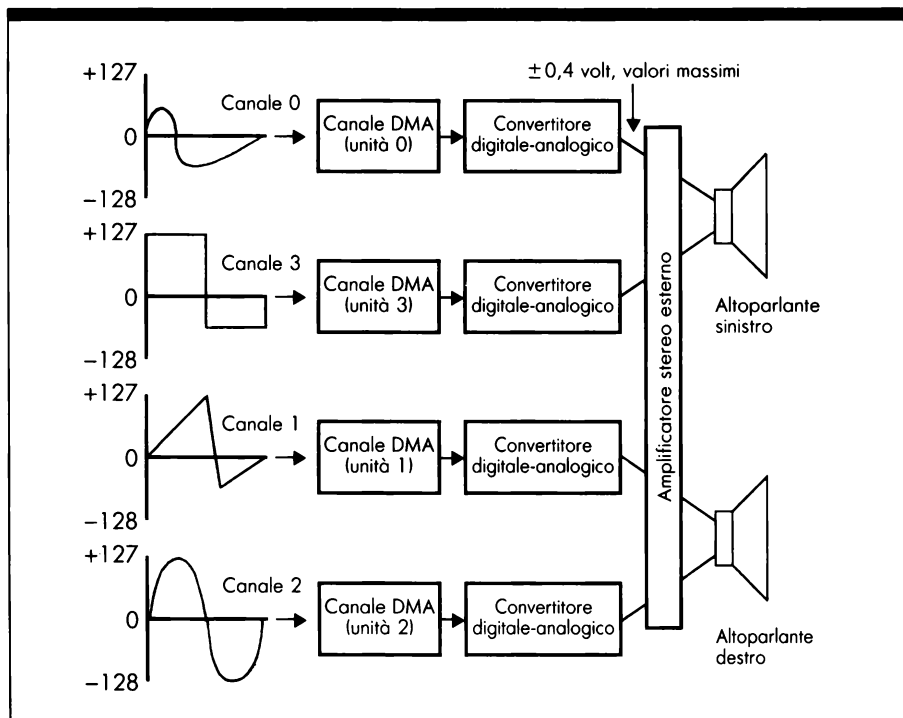 ±0,4 volt, valori massimi
+127
0
−128
Canale 0
Canale DMA
(unità 0)
Convertitore
digitale-analogico
+127
0
−128
Canale 3
Canale DMA
(unità 3)
Convertitore
digitale-analogico
+127
0
−128
Canale 1
Canale DMA
(unità 1)
Convertitore
digitale-analogico
+127
0
−128
Canale 2
Canale DMA
(unità 2)
Convertitore
digitale-analogico
Amplificatore stereo esterno
Altoparlante
sinistro
Altoparlante
destro